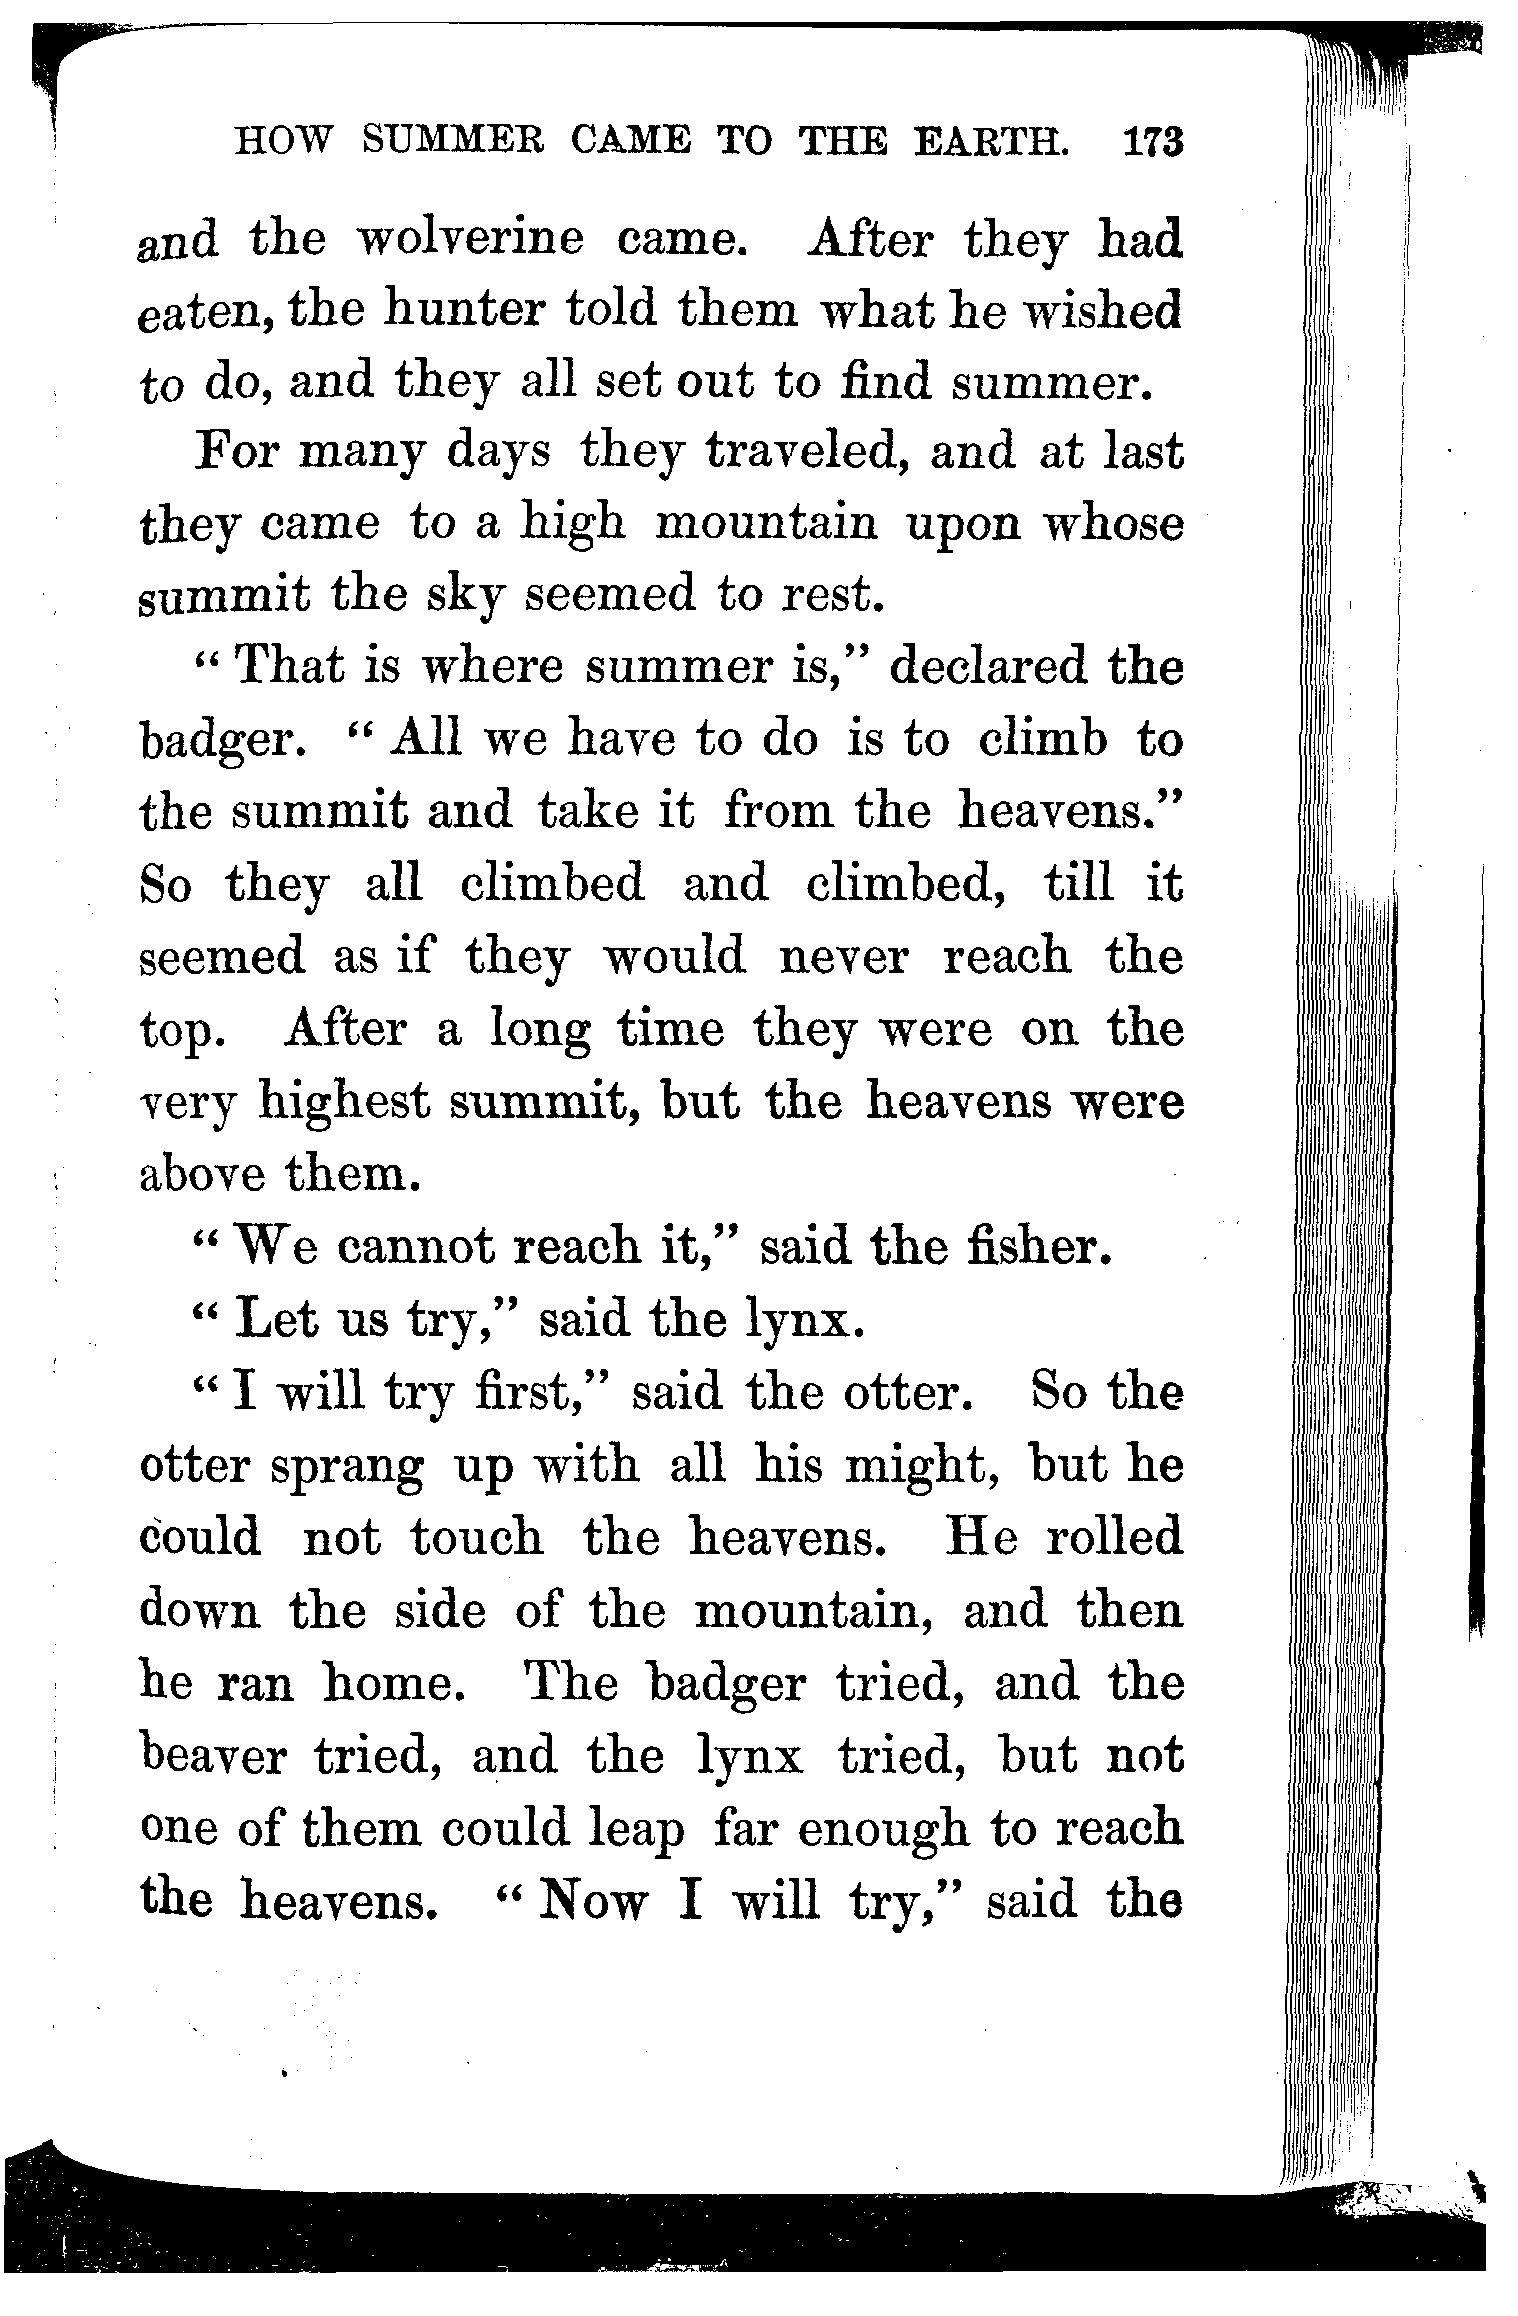 HOW SUMMER CAME TO THE EARTH. 173
and the wolverine came. After they had
eaten, the hunter told them what he wished
to do, and they all set out to find summer.
For many days they traveled, and at last
they came to a high mountain upon whose
summit the sky seemed to rest.
“ That is where summer is,” declared the
badger. “ All we have to do is to climb to
the summit and take it from the heavens.”
So they all climbed and climbed, till it
seemed as if they would never reach the
top. After a long time they were on the
very highest summit, but the heavens were
above them.
“ We cannot reach it,” said the fisher.
“ Let us try,” said the lynx.
“ I will try first,” said the otter. So the
otter sprang up with all his might, but he
could not touch the heavens. He rolled
down the side of the mountain, and then
he ran home. The badger tried, and the
beaver tried, and the lynx tried, but not
one of them could leap far enough to reach
the heavens. “ Now I will try,” said the